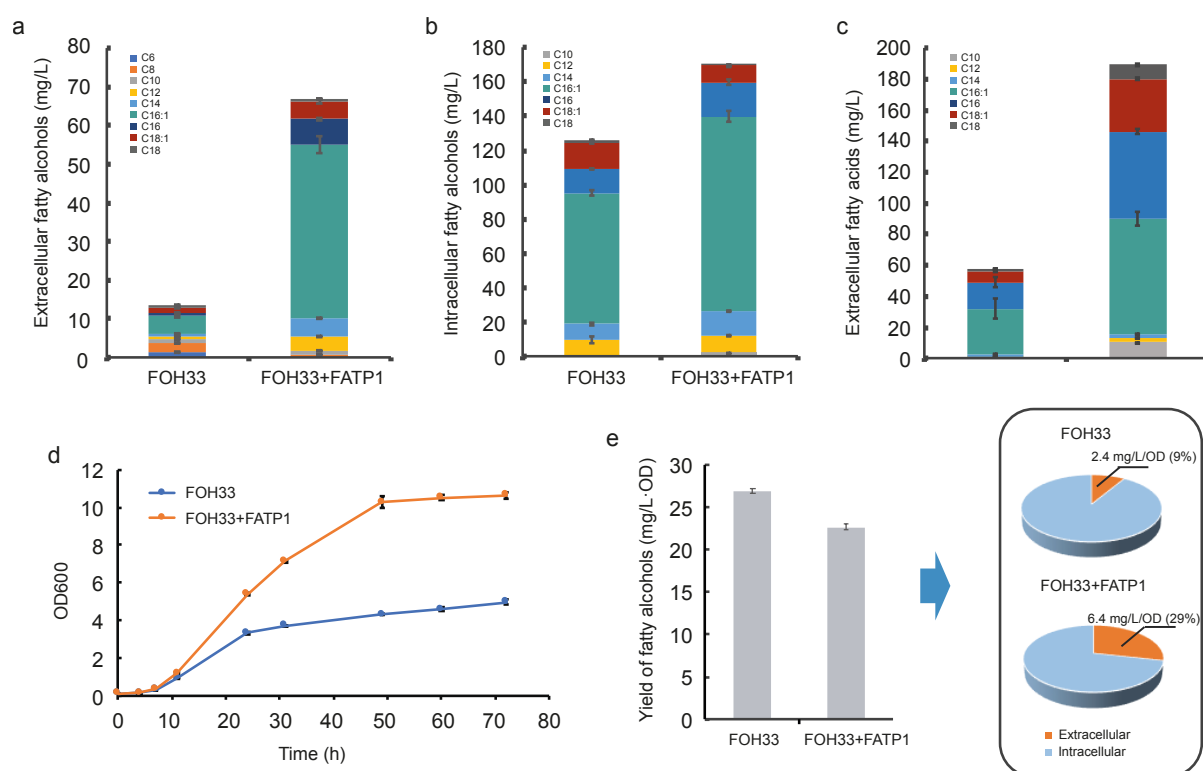 a
Extracellular fatty alcohols (mg/L)
80
70
60
50
40
30
20
10
0
C6
C8
C10
C12
C14
C16:1
C16
C18:1
C18
FOH33
FOH33+FATP1
b
Intracellular fatty alcohols (mg/L)
180
160
140
120
100
80
60
40
20
0
C10
C12
C14
C16:1
C16
C18:1
C18
FOH33
FOH33+FATP1
c
Extracellular fatty acids (mg/L)
200
180
160
140
120
100
80
60
40
20
0
C10
C12
C14
C16:1
C16
C18:1
C18
d
OD600
12
10
8
6
4
2
0
FOH33
FOH33+FATP1
0 10 20 30 40 50 60 70 80
Time (h)
e
Yield of fatty alcohols (mg/L·OD)
30
25
20
15
10
5
0
FOH33
FOH33+FATP1
FOH33
2.4 mg/L/OD (9%)
FOH33+FATP1
6.4 mg/L/OD (29%)
Extracellular
Intracellular